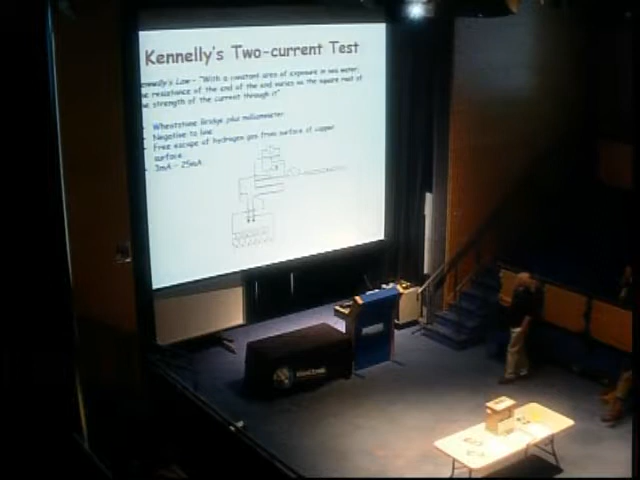 Kennelly's Two-current Test
ennelly's Law - "With a constant area of exposure in sea water,
e resistance of the end of the end varies as the square root of
e strength of the current through it"
Wheatstone Bridge plus milliammeter
Negative to line
Free escape of hydrogen gas from surface of copper
surface
3mA - 25mA